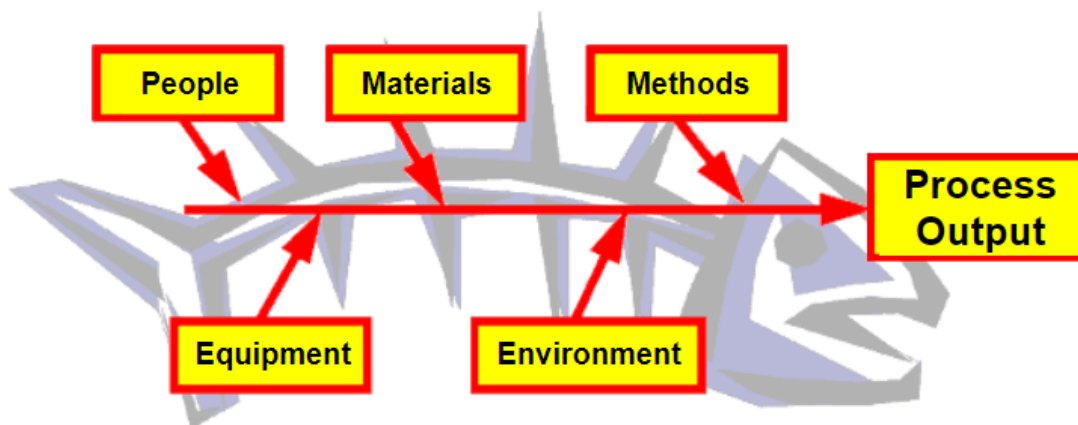 People
Materials
Methods
Process
Output
Equipment
Environment